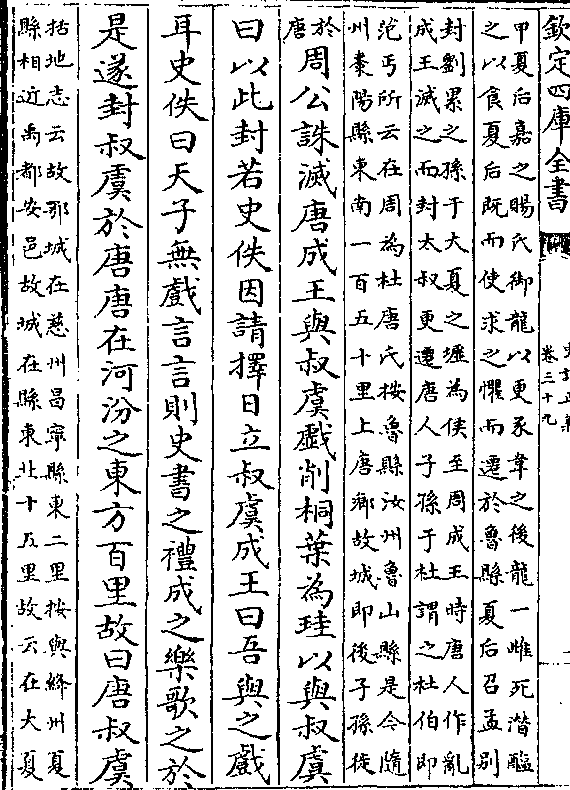 欽定四庫全書
卷三十九
甲夏后嘉之賜氏御龍以更豕韋之後龍一雌死潛醢
之以食夏后既而使求之懼而遷於魯縣夏后召孟別
封劉累之孫于大夏之墟為侯至周成王時唐人作亂
成王滅之而封太叔更遷唐人子孫于杜謂之杜伯即
范丐所云在周為杜唐氏按魯縣汝州魯山縣是今隨
州棗陽縣東南一百五十里上唐鄉故城即後子孫徙
於唐周公誅滅唐成王與叔虞戲削桐葉為珪以與叔虞
曰以此封若史佚因請擇日立叔虞成王曰吾與之戲
耳史佚曰天子無戲言言則史書之禮成之樂歌之於
是遂封叔虞於唐唐在河汾之東方百里故曰唐叔虞
括地志云故鄂城在慈州昌寧縣東二里按與絳州夏
縣相近禹都安邑故城在縣東北十五里故云在大夏